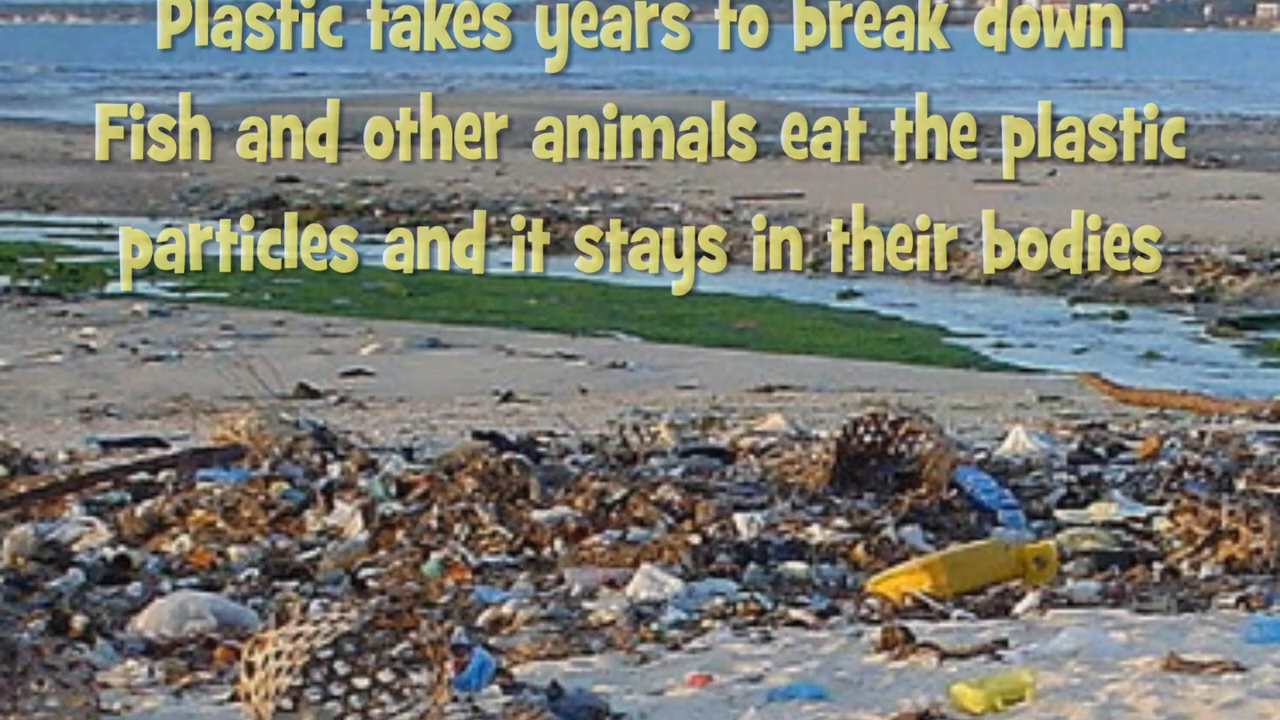 Plastic takes years to break down
Fish and other animals eat the plastic
particles and it stays in their bodies